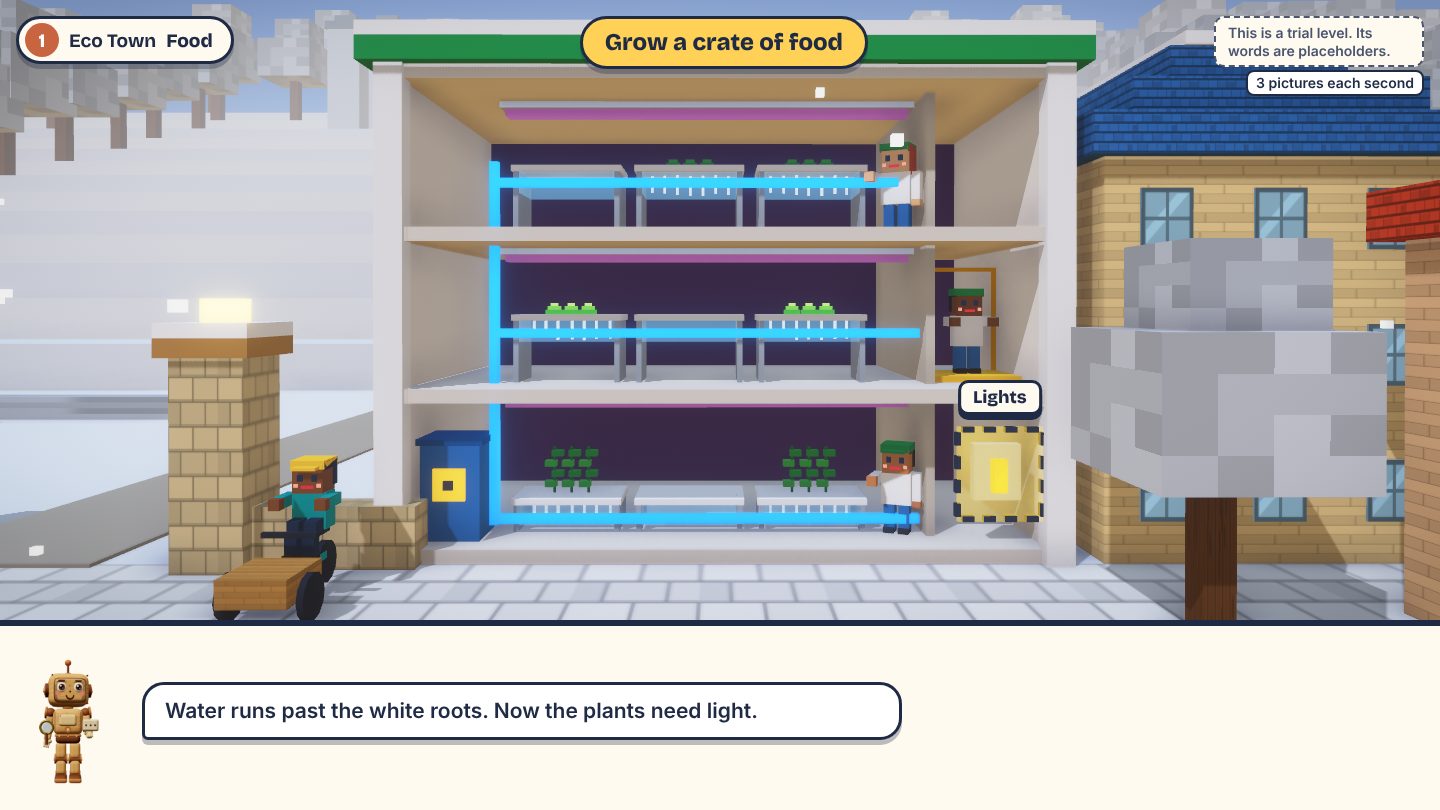 1 Eco Town Food
Grow a crate of food
This is a trial level. Its
words are placeholders.
3 pictures each second
Lights
Water runs past the white roots. Now the plants need light.